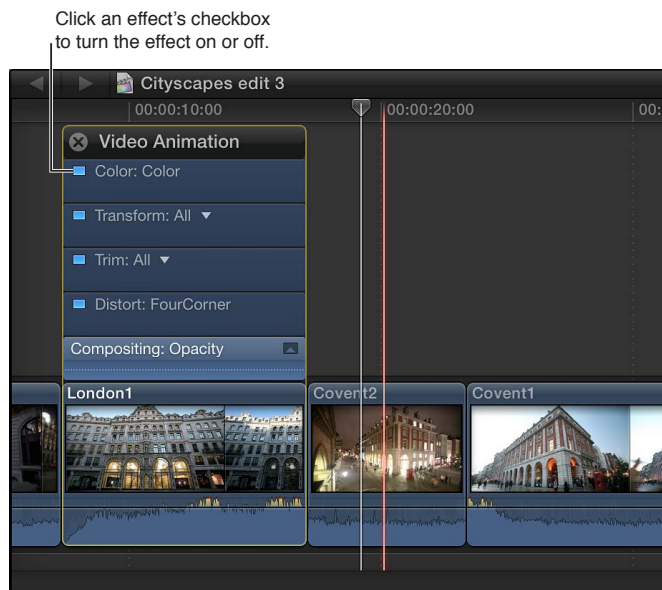 Click an effect's checkbox
to turn the effect on or off.
Cityscapes edit 3
00:00:10:00
00:00:20:00
00:
Video Animation
Color: Color
Transform: All
Trim: All
Distort: FourCorner
Compositing: Opacity
London1
Covent2
Covent1